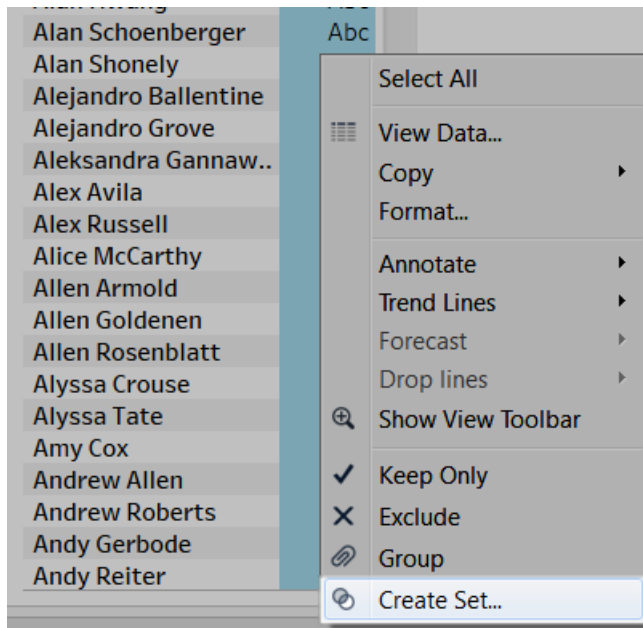 Alan Schoenberger Abc
Alan Shonely
Alejandro Ballentine
Alejandro Grove
Aleksandra Gannaw..
Alex Avila
Alex Russell
Alice McCarthy
Allen Armold
Allen Goldenen
Allen Rosenblatt
Alyssa Crouse
Alyssa Tate
Amy Cox
Andrew Allen
Andrew Roberts
Andy Gerbode
Andy Reiter
Select All
View Data...
Copy
Format...
Annotate
Trend Lines
Forecast
Drop lines
Show View Toolbar
Keep Only
Exclude
Group
Create Set...